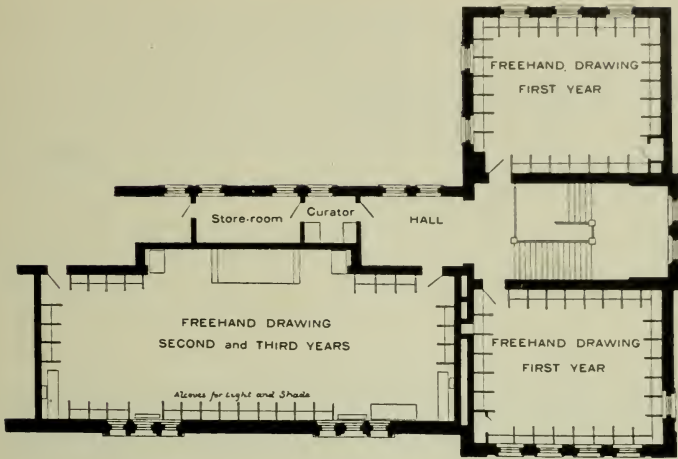 FREEHAND DRAWING
FIRST YEAR
Store-room
Curator
HALL
FREEHAND DRAWING
SECOND and THIRD YEARS
Alcoves for Light and Shade
FREEHAND DRAWING
FIRST YEAR